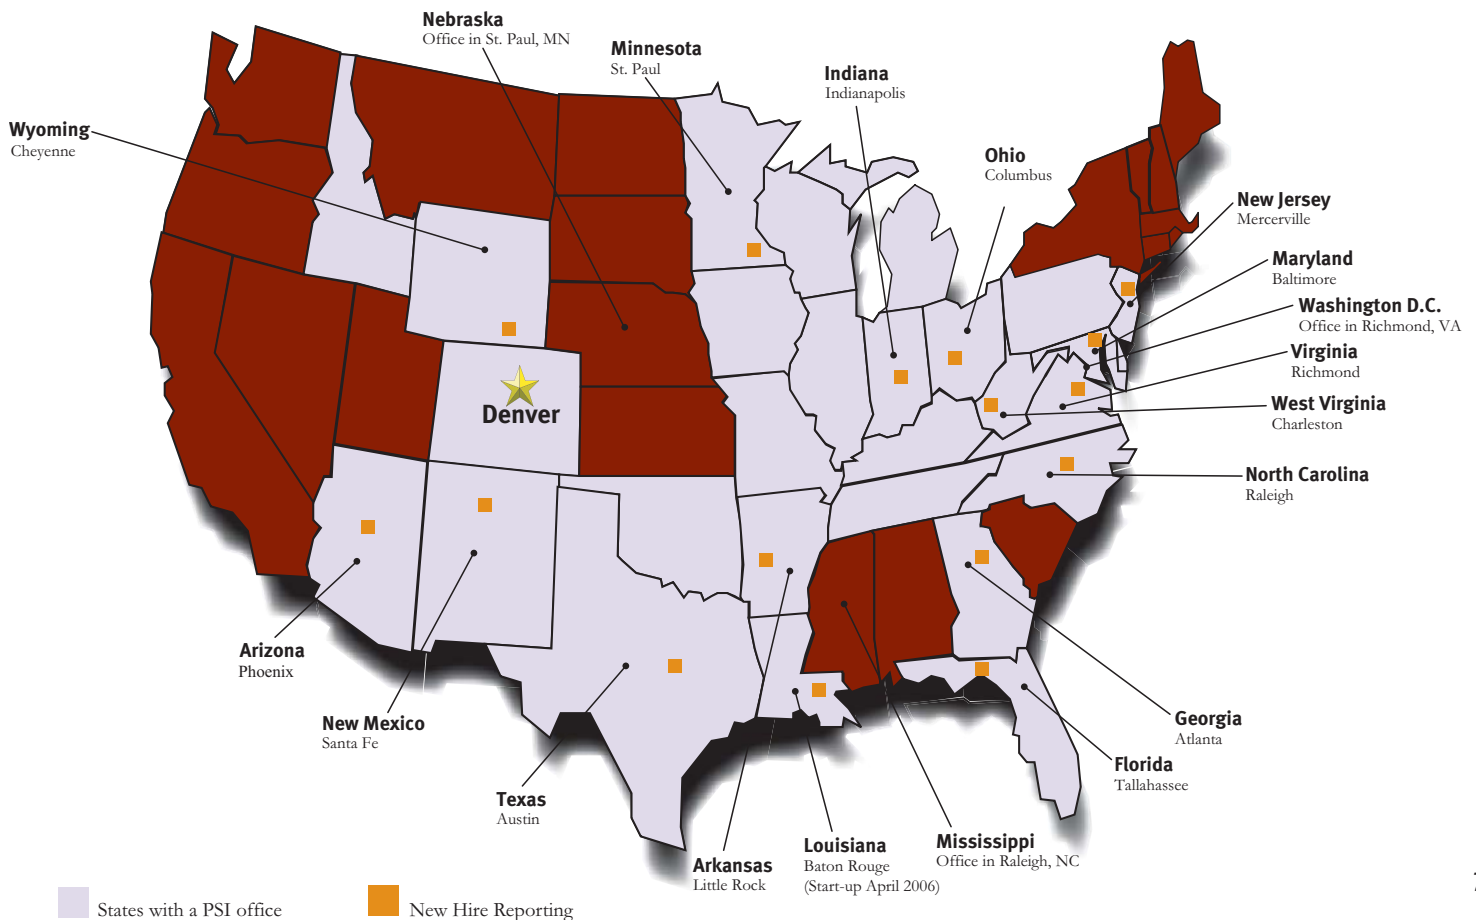 Nebraska
Office in St. Paul, MN
Minnesota
St. Paul
Indiana
Indianapolis
Wyoming
Cheyenne
Ohio
Columbus
New Jersey
Mercerville
Maryland
Baltimore
Washington D.C.
Office in Richmond, VA
Virginia
Richmond
West Virginia
Charleston
Denver
North Carolina
Raleigh
Arizona
Phoenix
New Mexico
Santa Fe
Georgia
Atlanta
Florida
Tallahassee
Texas
Austin
Mississippi
Office in Raleigh, NC
Louisiana
Baton Rouge
(Start-up April 2006)
Arkansas
Little Rock
States with a PSI office
New Hire Reporting